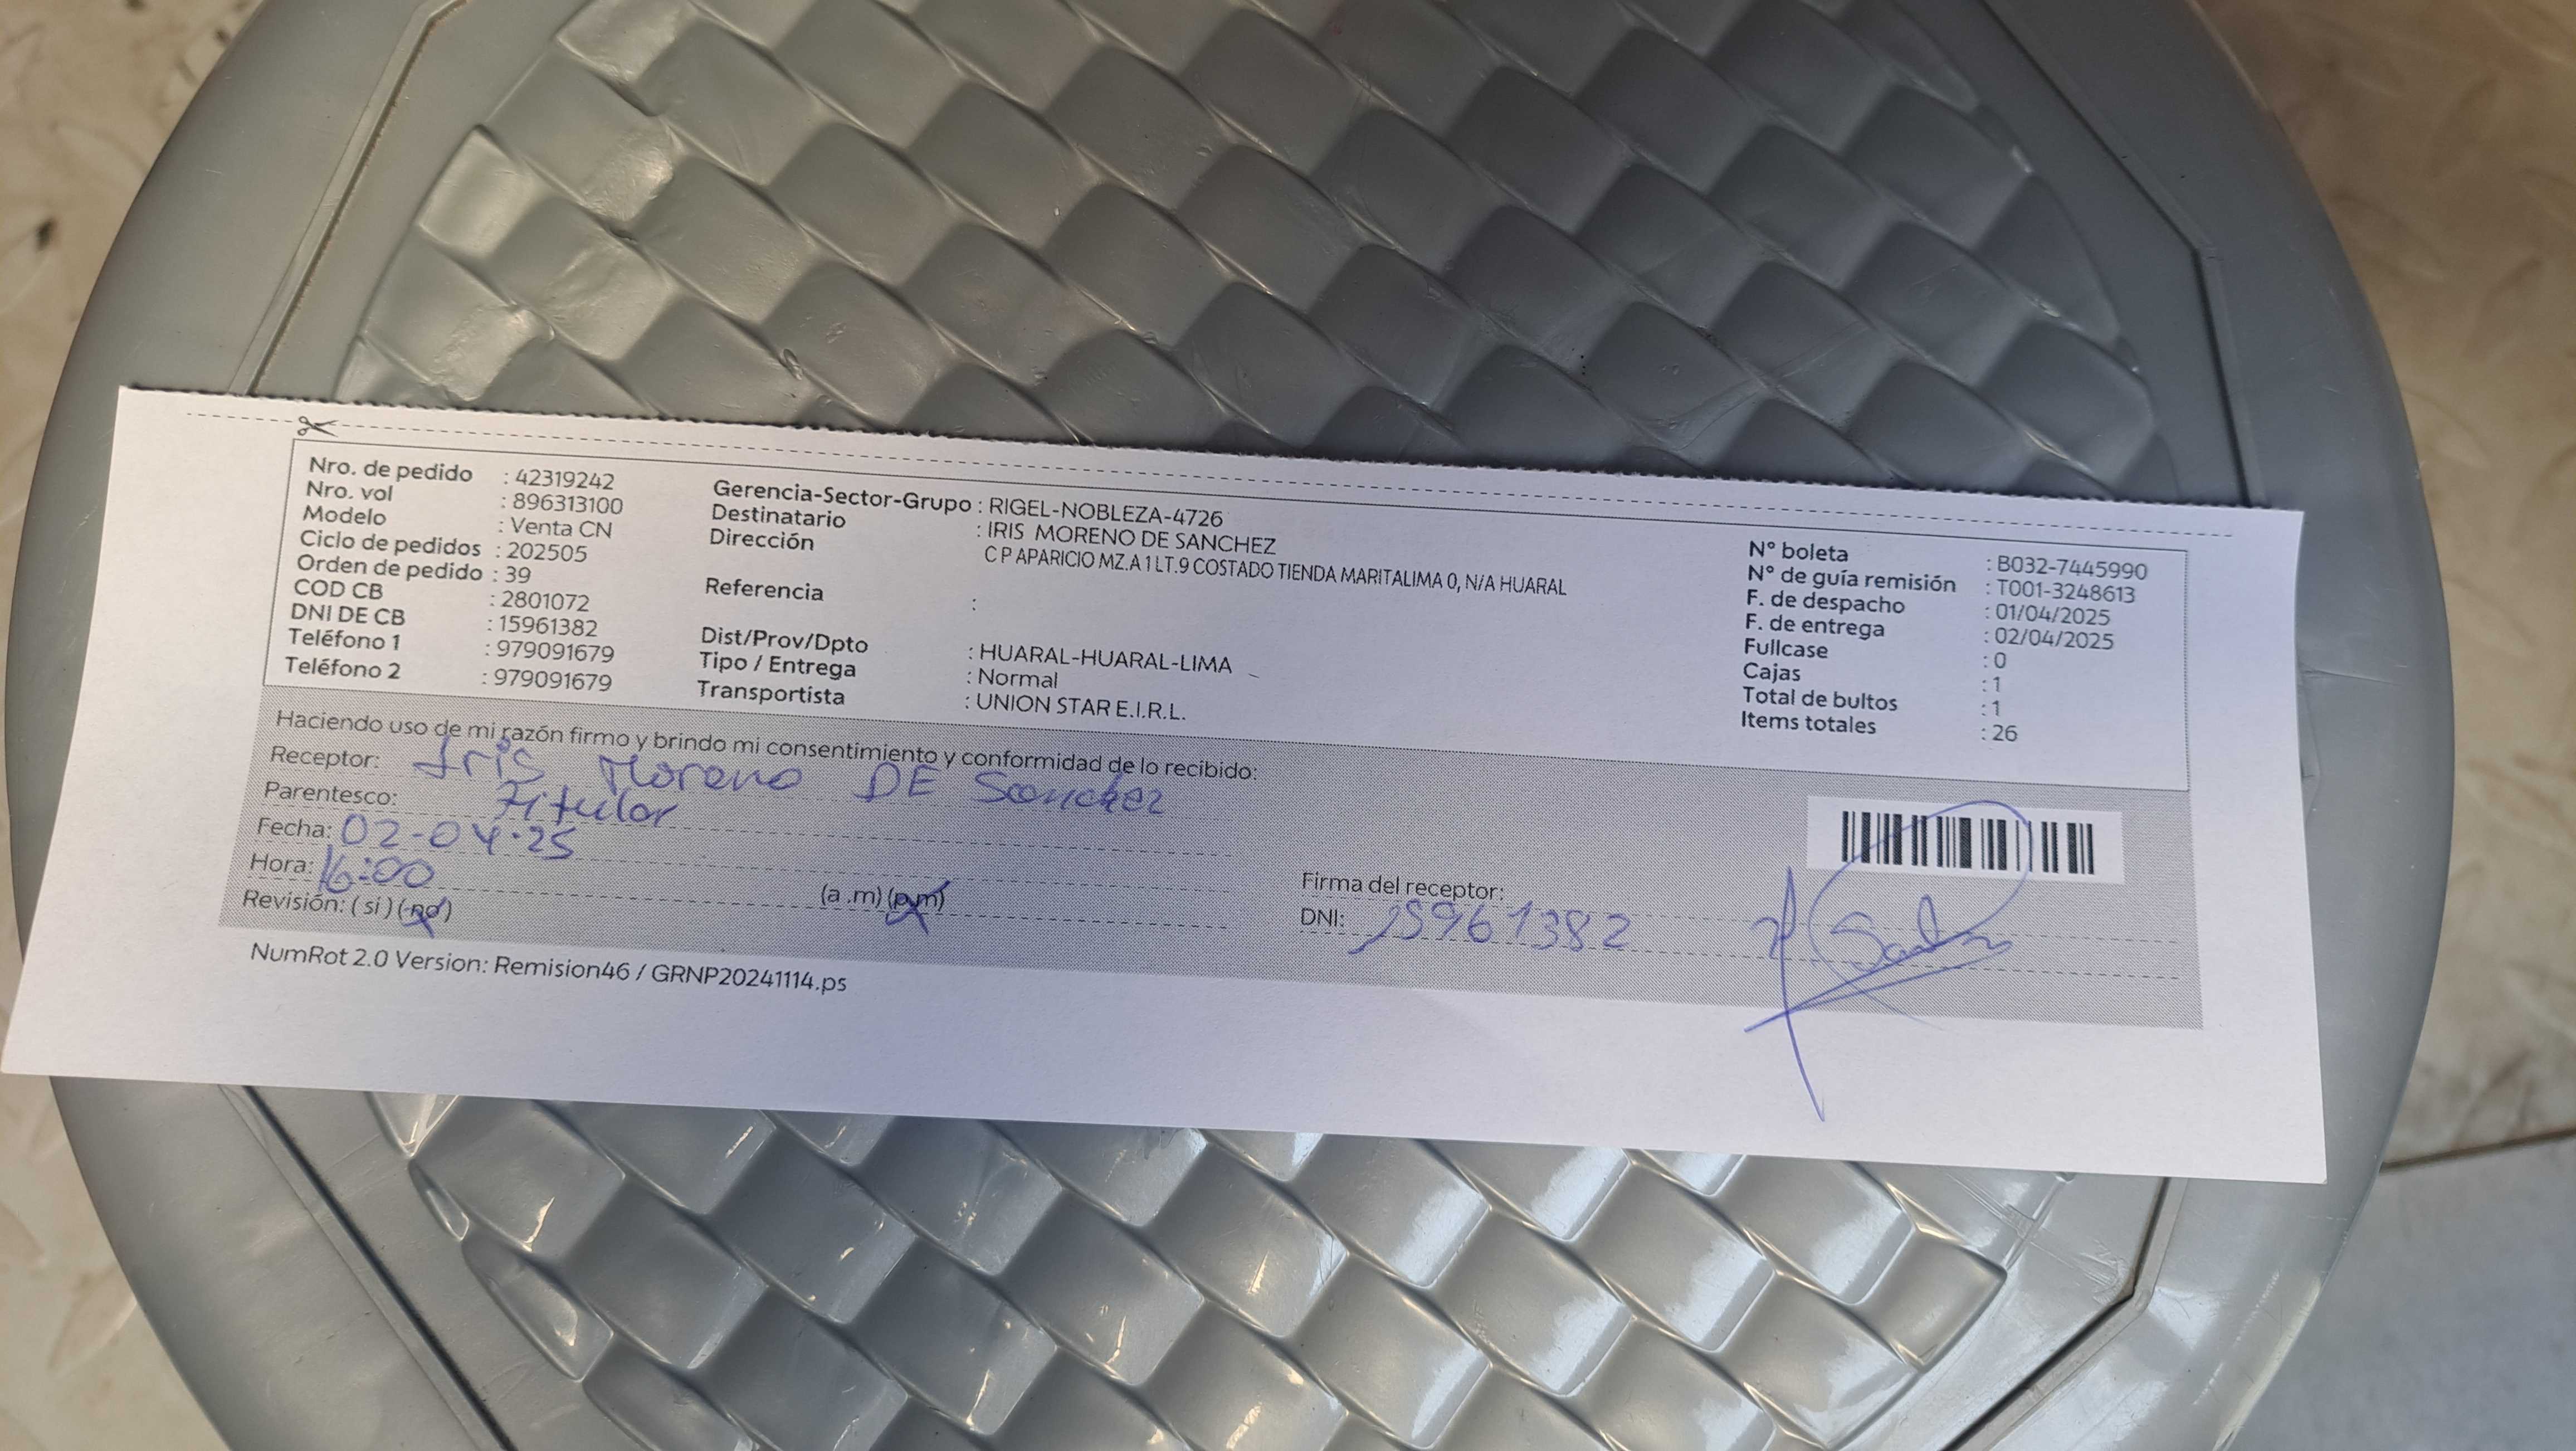 Nro. de pedido : 42319242
Nro. vol : 896313100
Modelo : Venta CN
Ciclo de pedidos : 202505
Orden de pedido : 39
COD CB : 2801072
DNI DE CB : 15961382
Teléfono 1 : 979091679
Teléfono 2 : 979091679
Gerencia-Sector-Grupo : RIGEL-NOBLEZA-4726
Destinatario : IRIS MORENO DE SANCHEZ
Dirección C P APARICIO MZ.A 1 LT.9 COSTADO TIENDA MARITALIMA 0, N/A HUARAL
Referencia :
Dist/Prov/Dpto : HUARAL-HUARAL-LIMA
Tipo / Entrega : Normal
Transportista : UNION STAR E.I.R.L.
N° boleta : B032-7445990
N° de guía remisión : T001-3248613
F. de despacho : 01/04/2025
F. de entrega : 02/04/2025
Fullcase : 0
Cajas : 1
Total de bultos : 1
Items totales : 26
Haciendo uso de mi razón firmo y brindo mi consentimiento y conformidad de lo recibido:
Receptor: Iris Moreno DE Sanchez
Parentesco: Titular
Fecha: 02-04-25
Hora: 16:00 (a .m) (p.m)
Revisión: ( si ) ( no )
Firma del receptor:
DNI: 15961382
NumRot 2.0 Version: Remision46 / GRNP20241114.ps